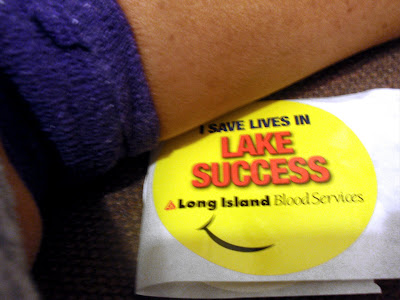 I SAVE LIVES IN
LAKE
SUCCESS
Long Island Blood Services.